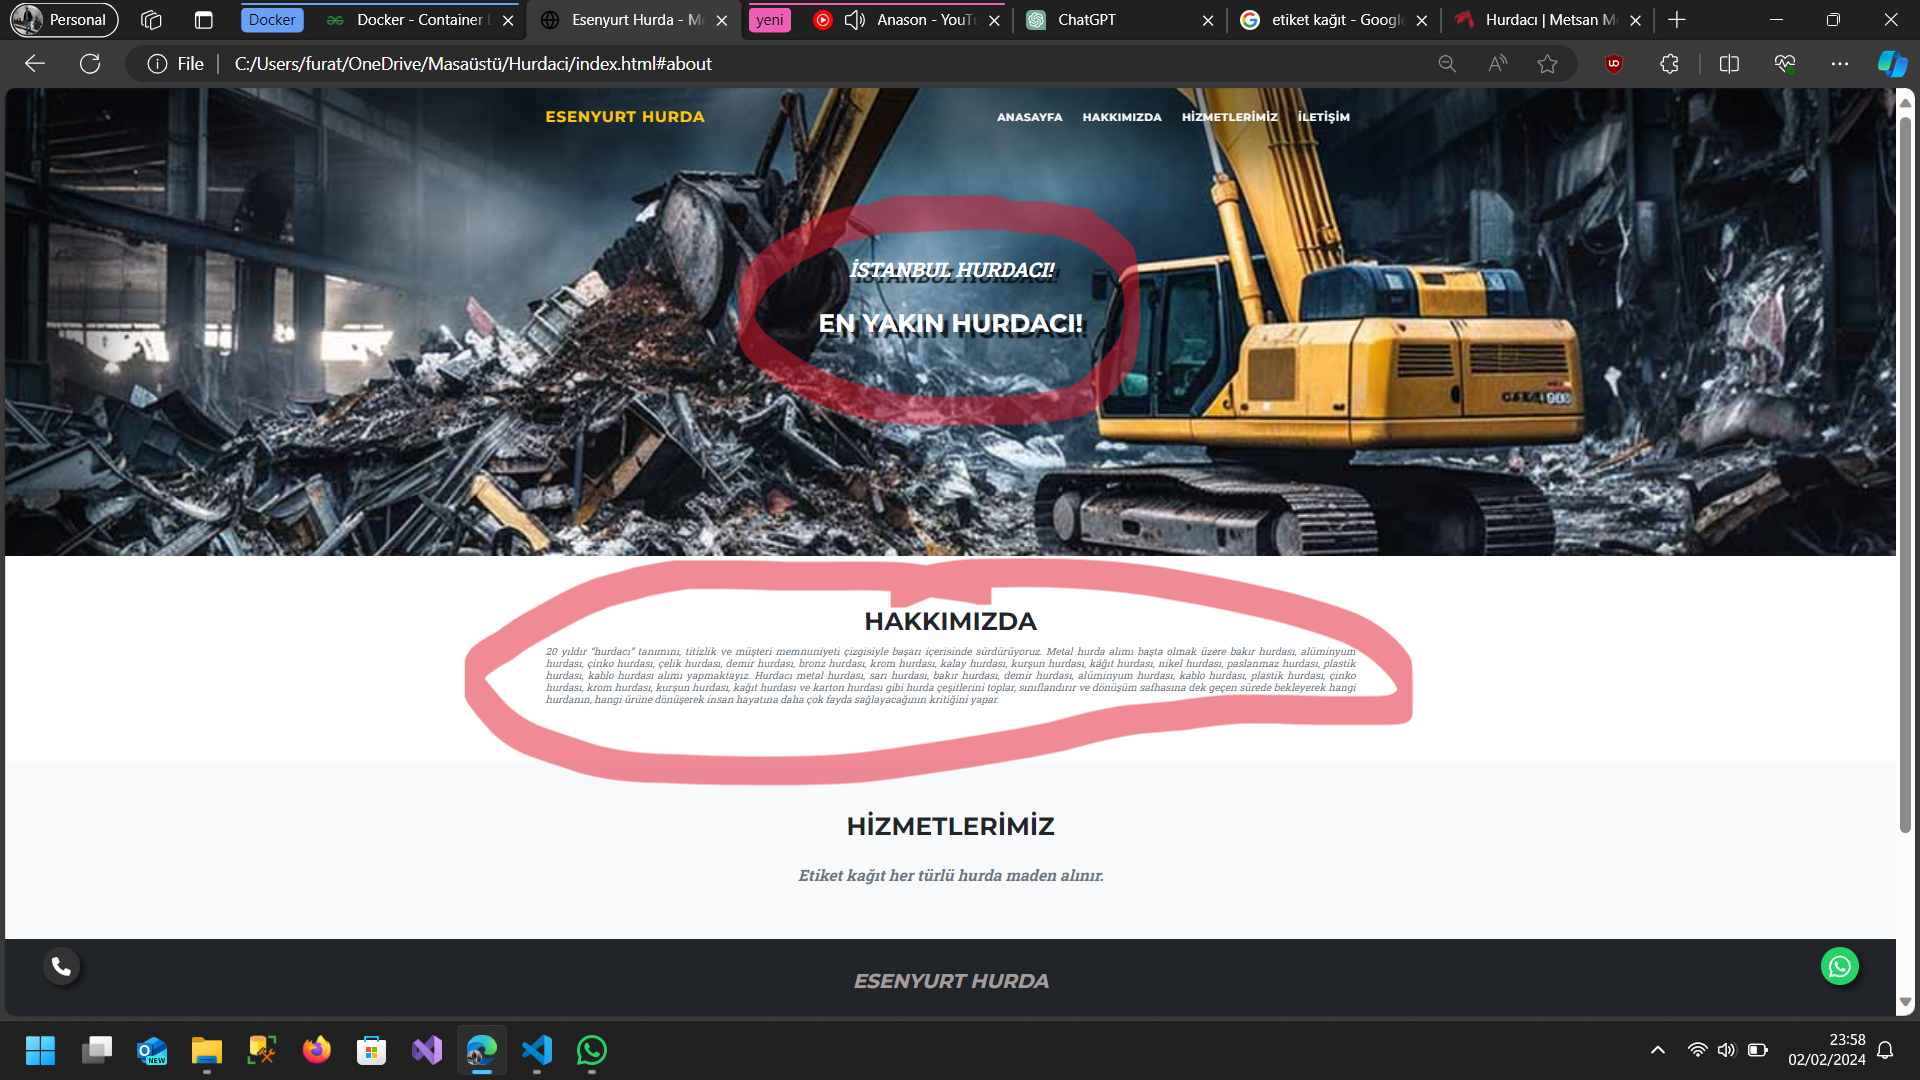 Personal
Docker
Docker - Container
Esenyurt Hurda - M
yeni
Anason - YouTu
ChatGPT
etiket kağıt - Google
Hurdacı | Metsan M
File
C:/Users/furat/OneDrive/Masaüstü/Hurdaci/index.html#about
ESENYURT HURDA
ANASAYFA
HAKKIMIZDA
HİZMETLERİMİZ
İLETİŞİM
İSTANBUL HURDACI!
EN YAKIN HURDACI!
HAKKIMIZDA
20 yıldır “hurdacı” tanımını, titizlik ve müşteri memnuniyeti çizgisiyle başarı içerisinde sürdürüyoruz. Metal hurda alımı başta olmak üzere bakır hurdası, alüminyum
hurdası, çinko hurdası, çelik hurdası, demir hurdası, bronz hurdası, krom hurdası, kalay hurdası, kurşun hurdası, kâğıt hurdası, nikel hurdası, paslanmaz hurdası, plastik
hurdası, kablo hurdası alımı yapmaktayız. Hurdacı metal hurdası, sarı hurdası, bakır hurdası, demir hurdası, alüminyum hurdası, kablo hurdası, plastik hurdası, çinko
hurdası, krom hurdası, kurşun hurdası, kağıt hurdası ve karton hurdası gibi hurda çeşitlerini toplar, sınıflandırır ve dönüşüm safhasına dek geçen sürede bekleyerek hangi
hurdanın, hangi ürüne dönüşerek insan hayatına daha çok fayda sağlayacağının kritiğini yapar.
HİZMETLERİMİZ
Etiket kağıt her türlü hurda maden alınır.
ESENYURT HURDA
NEW
23:58
02/02/2024